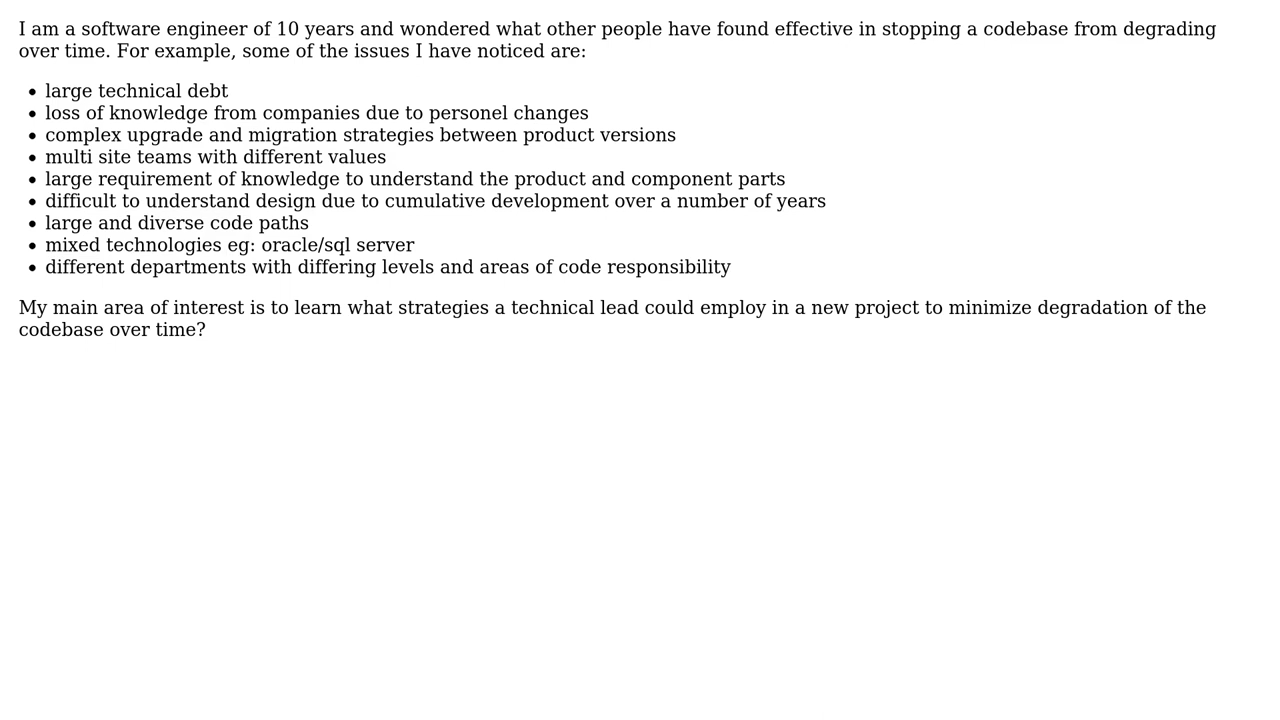 I am a software engineer of 10 years and wondered what other people have found effective in stopping a codebase from degrading
over time. For example, some of the issues I have noticed are:
• large technical debt
• loss of knowledge from companies due to personel changes
• complex upgrade and migration strategies between product versions
• multi site teams with different values
• large requirement of knowledge to understand the product and component parts
• difficult to understand design due to cumulative development over a number of years
• large and diverse code paths
• mixed technologies eg: oracle/sql server
• different departments with differing levels and areas of code responsibility
My main area of interest is to learn what strategies a technical lead could employ in a new project to minimize degradation of the
codebase over time?